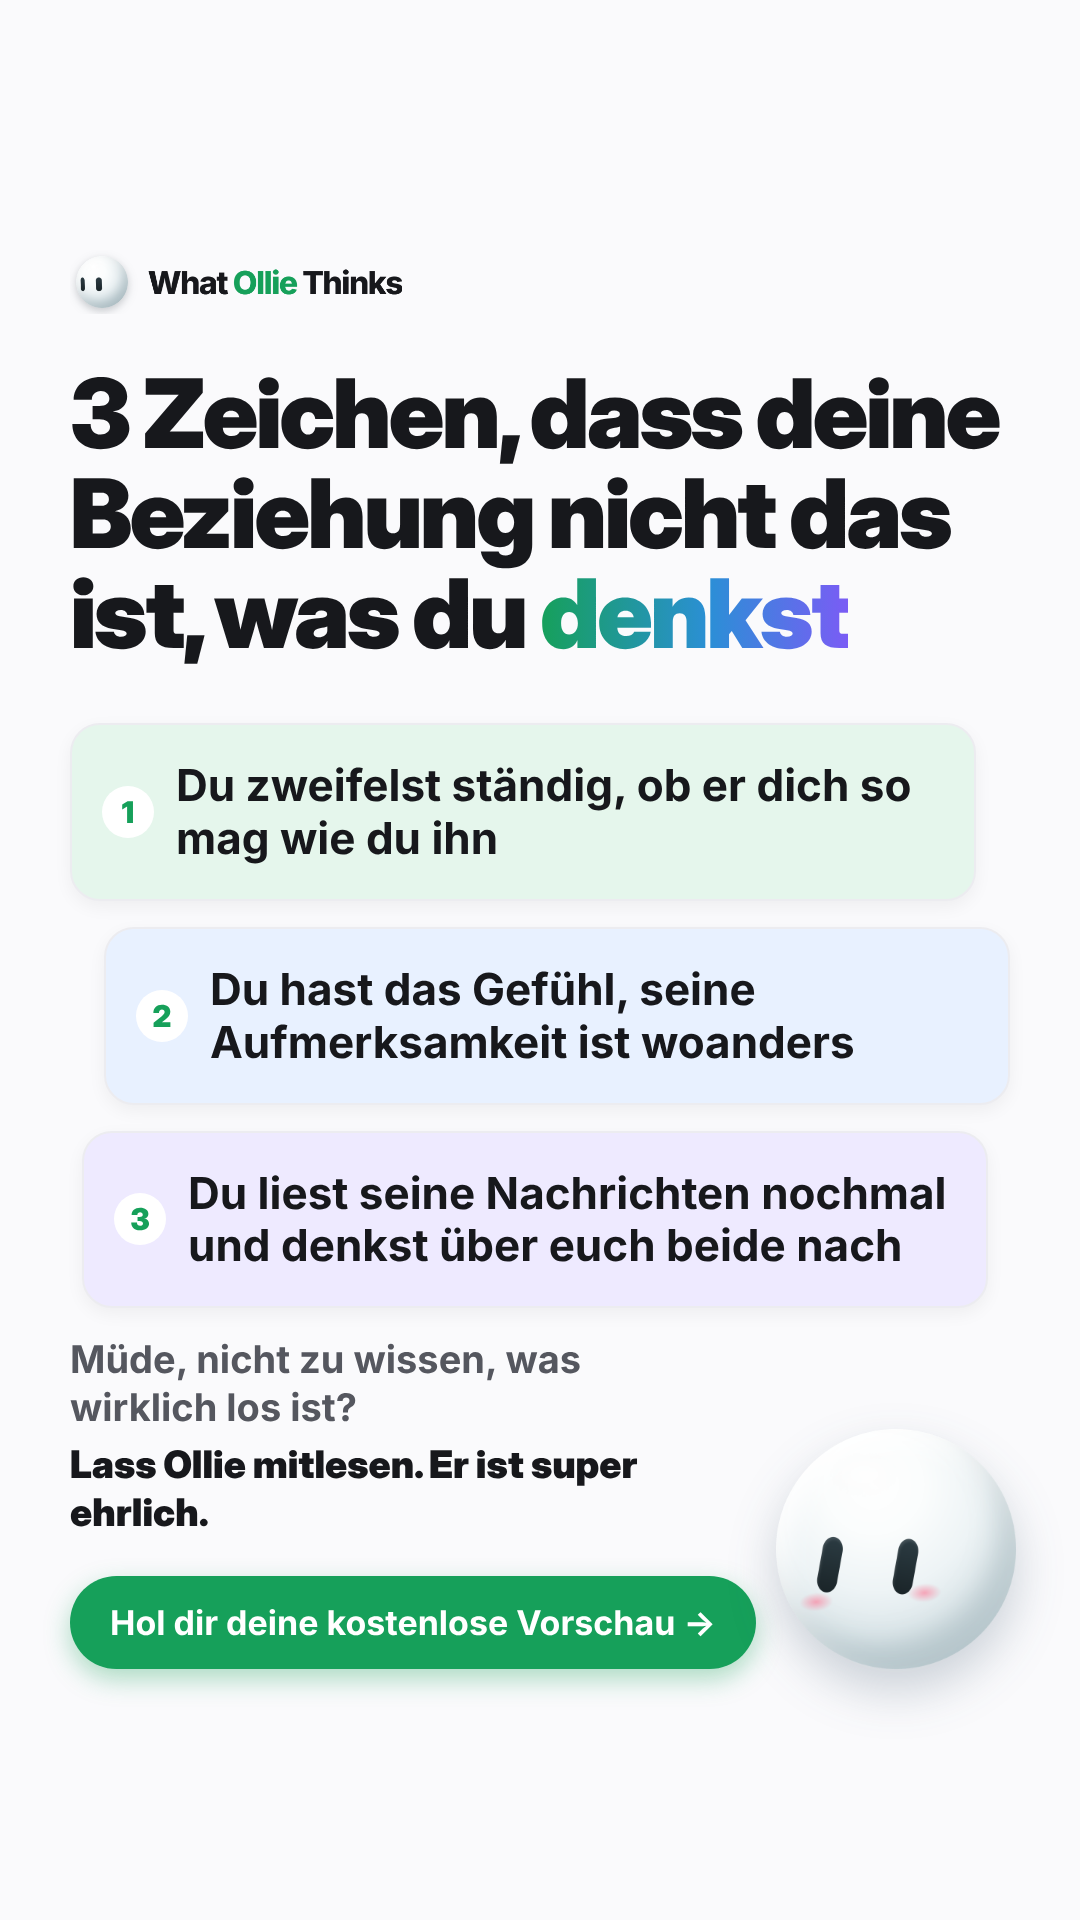 What Ollie Thinks
3 Zeichen, dass deine
Beziehung nicht das
ist, was du denkst
1
Du zweifelst ständig, ob er dich so
mag wie du ihn
2
Du hast das Gefühl, seine
Aufmerksamkeit ist woanders
3
Du liest seine Nachrichten nochmal
und denkst über euch beide nach
Müde, nicht zu wissen, was
wirklich los ist?
Lass Ollie mitlesen. Er ist super
ehrlich.
Hol dir deine kostenlose Vorschau →